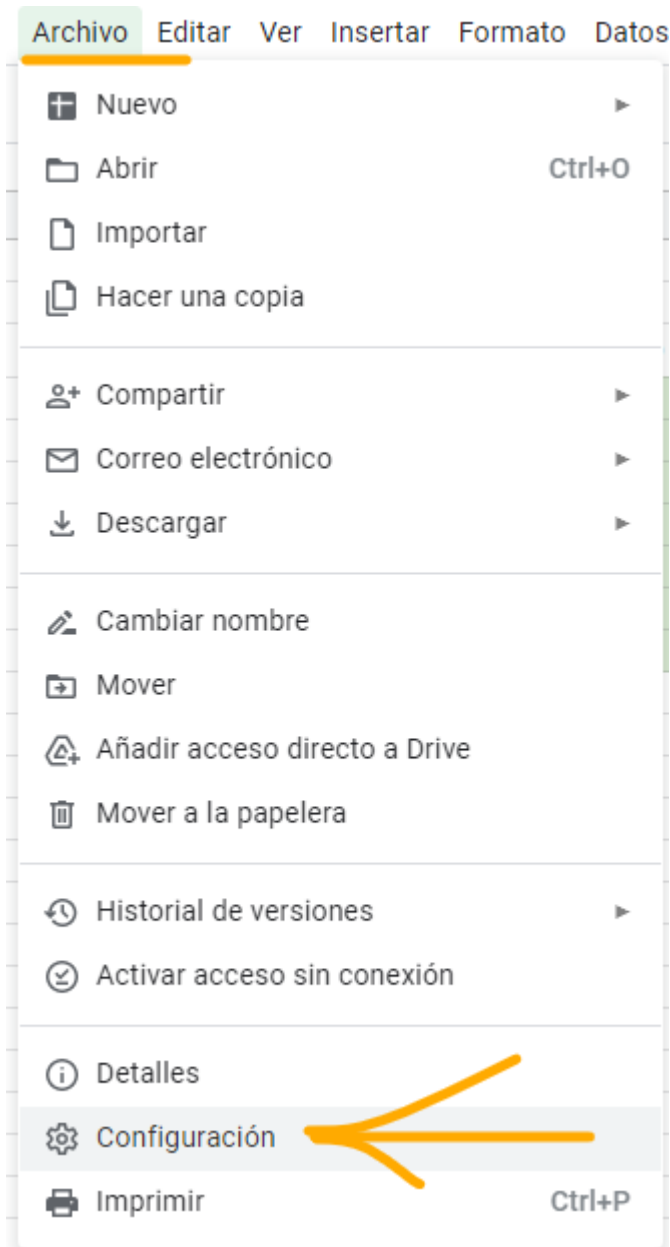 Archivo Editar Ver Insertar Formato Datos
Nuevo
Abrir Ctrl+O
Importar
Hacer una copia
Compartir
Correo electrónico
Descargar
Cambiar nombre
Mover
Añadir acceso directo a Drive
Mover a la papelera
Historial de versiones
Activar acceso sin conexión
Detalles
Configuración
Imprimir Ctrl+P